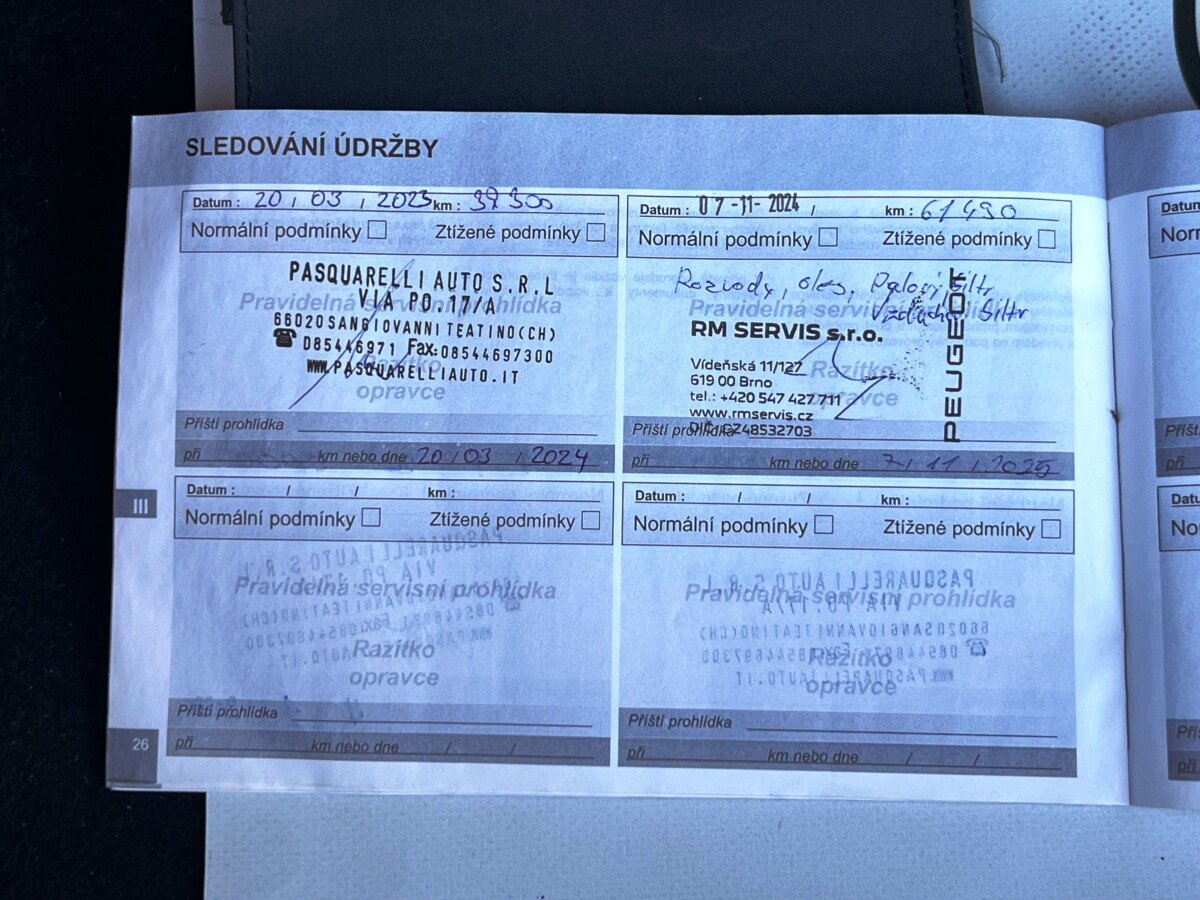 SLEDOVÁNÍ ÚDRŽBY
Datum : 20 / 03 / 2023 km : 39300
Normální podmínky Ztížené podmínky
Pravidelná servisní prohlídka
Razítko
opravce
PASQUARELLI AUTO S.R.L
VIA PO. 17/A
66020 SAN GIOVANNI TEATINO (CH)
☎ 085446971 Fax: 08544697300
WWW.PASQUARELLIAUTO.IT
Příští prohlídka
při km nebo dne 20 / 03 / 2024
Datum : 07 -11- 2024 / km : 61490
Normální podmínky Ztížené podmínky
Rozvody, olej, Pylový filtr
Vzduchový filtr
Pravidelná servisní prohlídka
Razítko
opravce
RM SERVIS s.r.o.
Vídeňská 11/127
619 00 Brno
tel.: +420 547 427 711
www.rmservis.cz
DIČ: CZ48532703
PEUGEOT
Příští prohlídka
při km nebo dne 7 / 11 / 2025
III
Datum : / / km :
Normální podmínky Ztížené podmínky
Pravidelná servisní prohlídka
Razítko
opravce
Příští prohlídka
při km nebo dne / /
Datum : / / km :
Normální podmínky Ztížené podmínky
Pravidelná servisní prohlídka
Razítko
opravce
Příští prohlídka
při km nebo dne / /
26